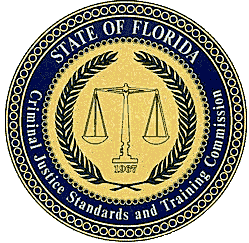 STATE OF FLORIDA
Criminal Justice Standards and Training Commission
1967